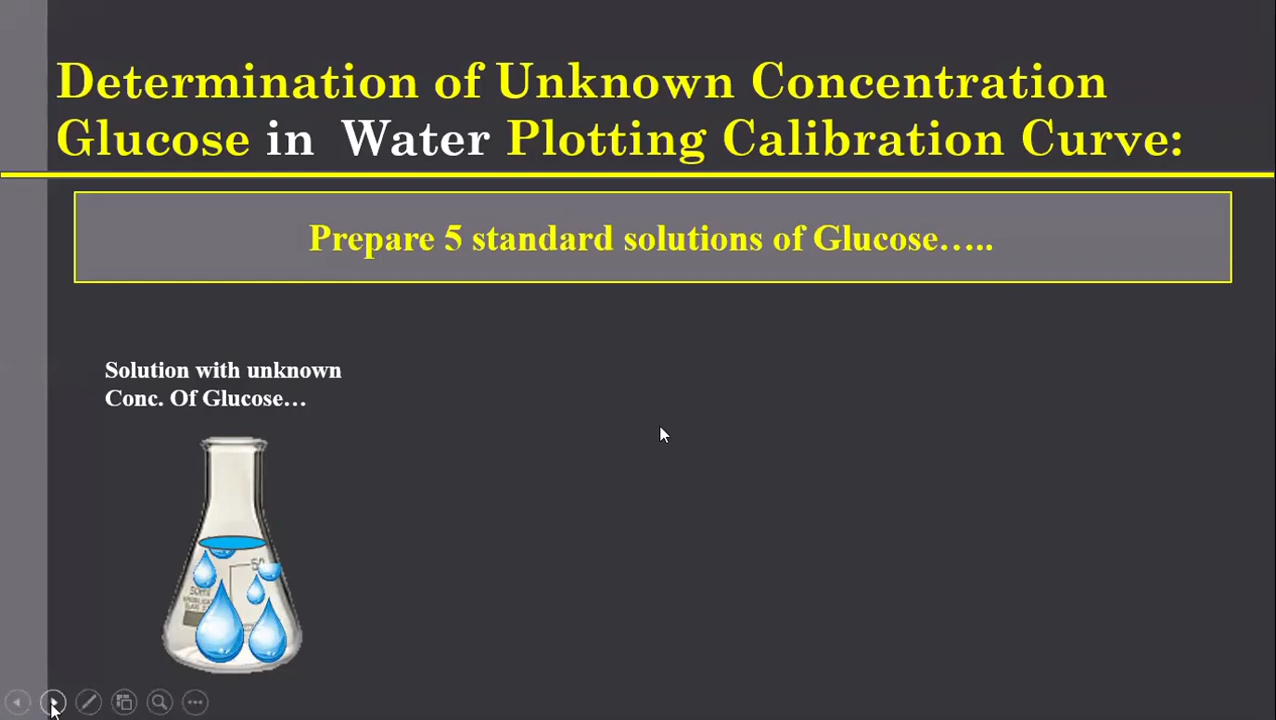 Determination of Unknown Concentration
Glucose in Water Plotting Calibration Curve:
Prepare 5 standard solutions of Glucose…..
Solution with unknown
Conc. Of Glucose…
50